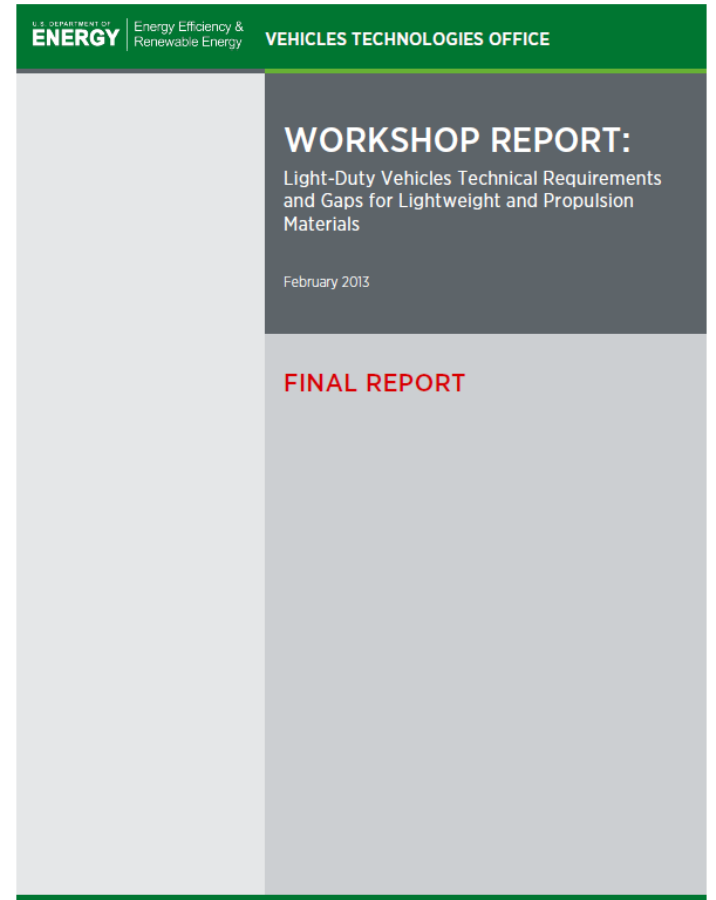 U.S. DEPARTMENT OF
ENERGY
Energy Efficiency &
Renewable Energy
VEHICLES TECHNOLOGIES OFFICE
WORKSHOP REPORT:
Light-Duty Vehicles Technical Requirements
and Gaps for Lightweight and Propulsion
Materials
February 2013
FINAL REPORT